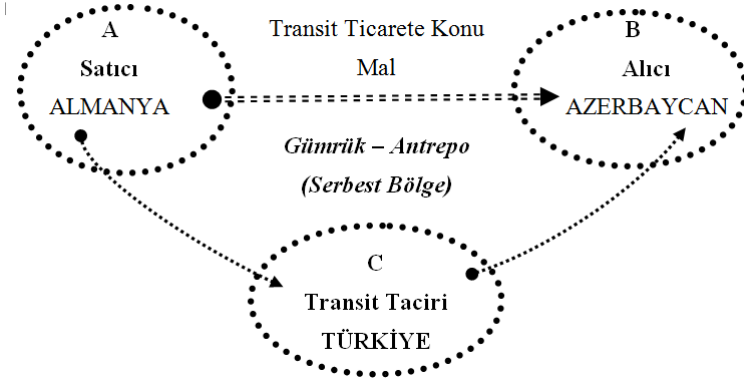 A
Satıcı
ALMANYA
Transit Ticarete Konu
Mal
B
Alıcı
AZERBAYCAN
Gümrük – Antrepo
(Serbest Bölge)
C
Transit Taciri
TÜRKİYE